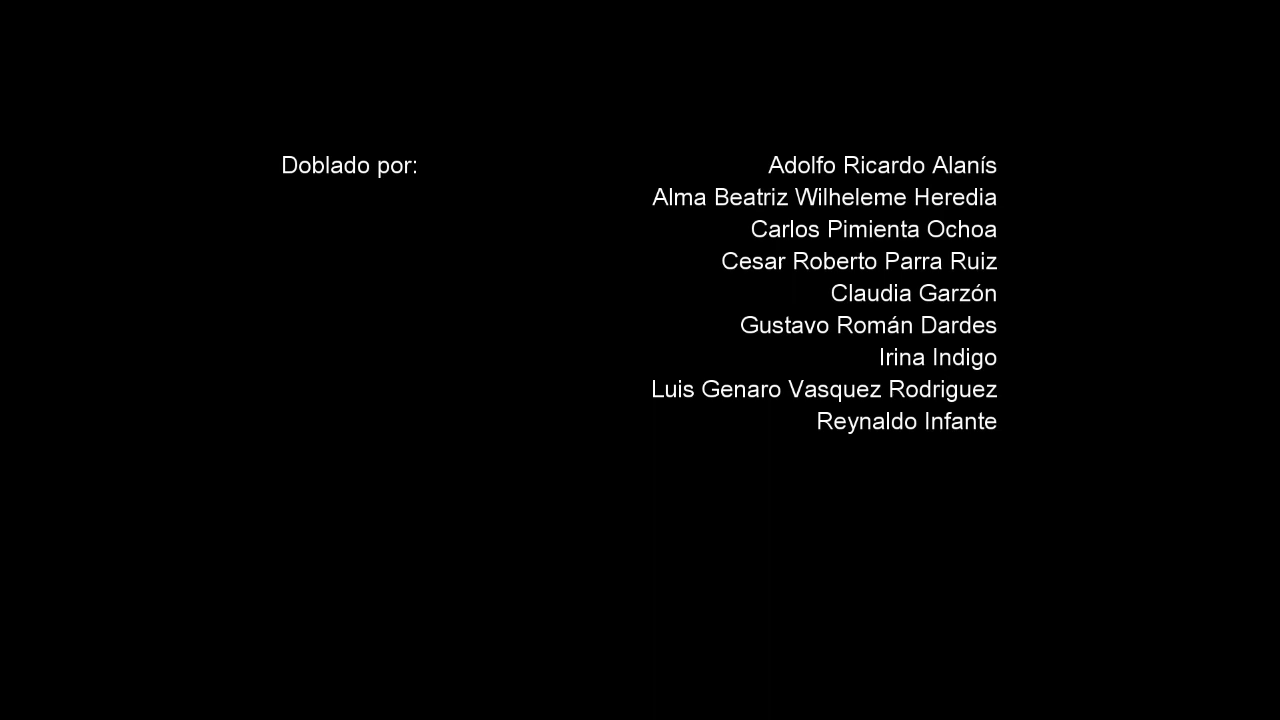 Doblado por: Adolfo Ricardo Alanís
Alma Beatriz Wilheleme Heredia
Carlos Pimienta Ochoa
Cesar Roberto Parra Ruiz
Claudia Garzón
Gustavo Román Dardes
Irina Indigo
Luis Genaro Vasquez Rodriguez
Reynaldo Infante